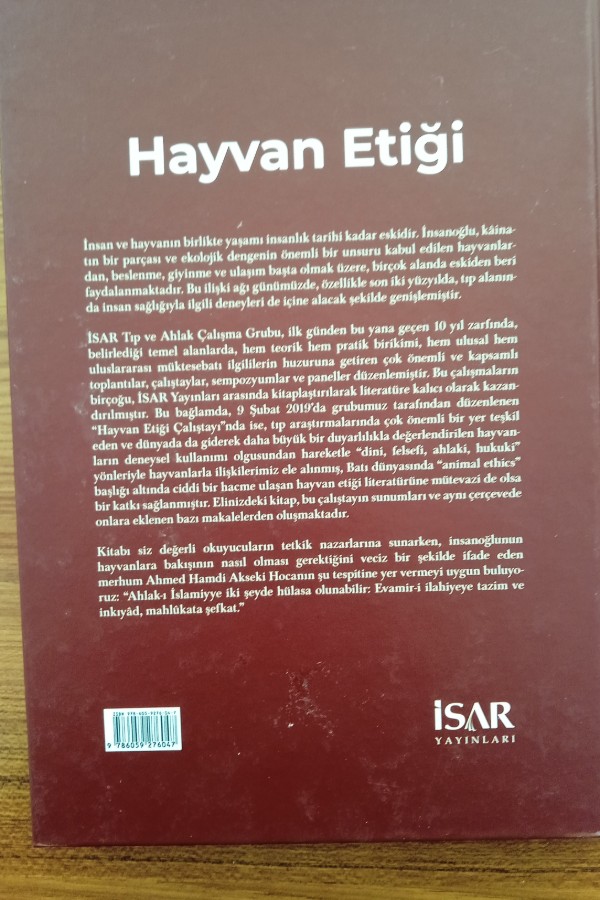 Hayvan Etiği
İnsan ve hayvanın birlikte yaşamı insanlık tarihi kadar eskidir. İnsanoğlu, kâina-
tın bir parçası ve ekolojik dengenin önemli bir unsuru kabul edilen hayvanlar-
dan, beslenme, giyinme ve ulaşım başta olmak üzere, birçok alanda eskiden beri
faydalanmaktadır. Bu ilişki ağı günümüzde, özellikle son iki yüzyılda, tıp alanın-
da insan sağlığıyla ilgili deneyleri de içine alacak şekilde genişlemiştir.
İSAR Tıp ve Ahlak Çalışma Grubu, ilk günden bu yana geçen 10 yıl zarfında,
belirlediği temel alanlarda, hem teorik hem pratik birikimi, hem ulusal hem
uluslararası müktesebatı ilgililerin huzuruna getiren çok önemli ve kapsamlı
toplantılar, çalıştaylar, sempozyumlar ve paneller düzenlemiştir. Bu çalışmaların
birçoğu, İSAR Yayınları arasında kitaplaştırılarak literatüre kalıcı olarak kazan-
dırılmıştır. Bu bağlamda, 9 Şubat 2019'da grubumuz tarafından düzenlenen
“Hayvan Etiği Çalıştayı”nda ise, tıp araştırmalarında çok önemli bir yer teşkil
eden ve dünyada da giderek daha büyük bir duyarlılıkla değerlendirilen hayvan-
ların deneysel kullanımı olgusundan hareketle “dini, felsefi, ahlaki, hukuki”
yönleriyle hayvanlarla ilişkilerimiz ele alınmış, Batı dünyasında “animal ethics”
başlığı altında ciddi bir hacme ulaşan hayvan etiği literatürüne mütevazi de olsa
bir katkı sağlanmıştır. Elinizdeki kitap, bu çalıştayın sunumları ve aynı çerçevede
onlara eklenen bazı makalelerden oluşmaktadır.
Kitabı siz değerli okuyucuların tetkik nazarlarına sunarken, insanoğlunun
hayvanlara bakışının nasıl olması gerektiğini veciz bir şekilde ifade eden
merhum Ahmed Hamdi Akseki Hocanın şu tespitine yer vermeyi uygun buluyo-
ruz: “Ahlak-ı İslamiyye iki şeyde hülasa olunabilir: Evamir-i ilahiyeye tazim ve
inkıyâd, mahlûkata şefkat.”
9 786059 276047
İSAR
YAYINLARI